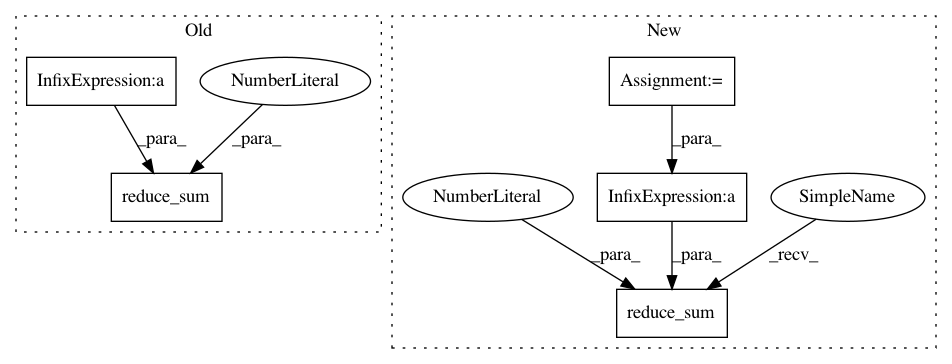 Old
New
InfixExpression:a
NumberLiteral
Assignment:=
_para_
_para_
_para_
reduce_sum
NumberLiteral
InfixExpression:a
SimpleName
_para_
_para_
_recv_
reduce_sum